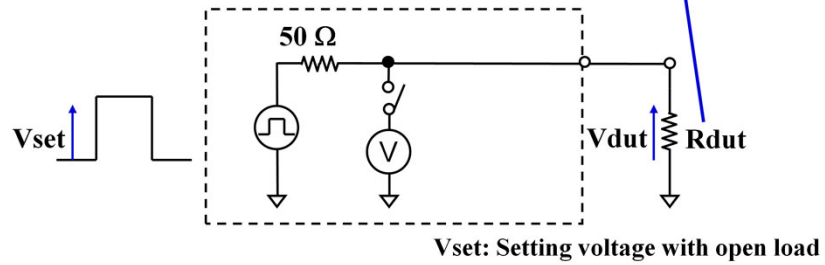 50 Ω
Vset
V
Vdut
Rdut
Vset: Setting voltage with open load